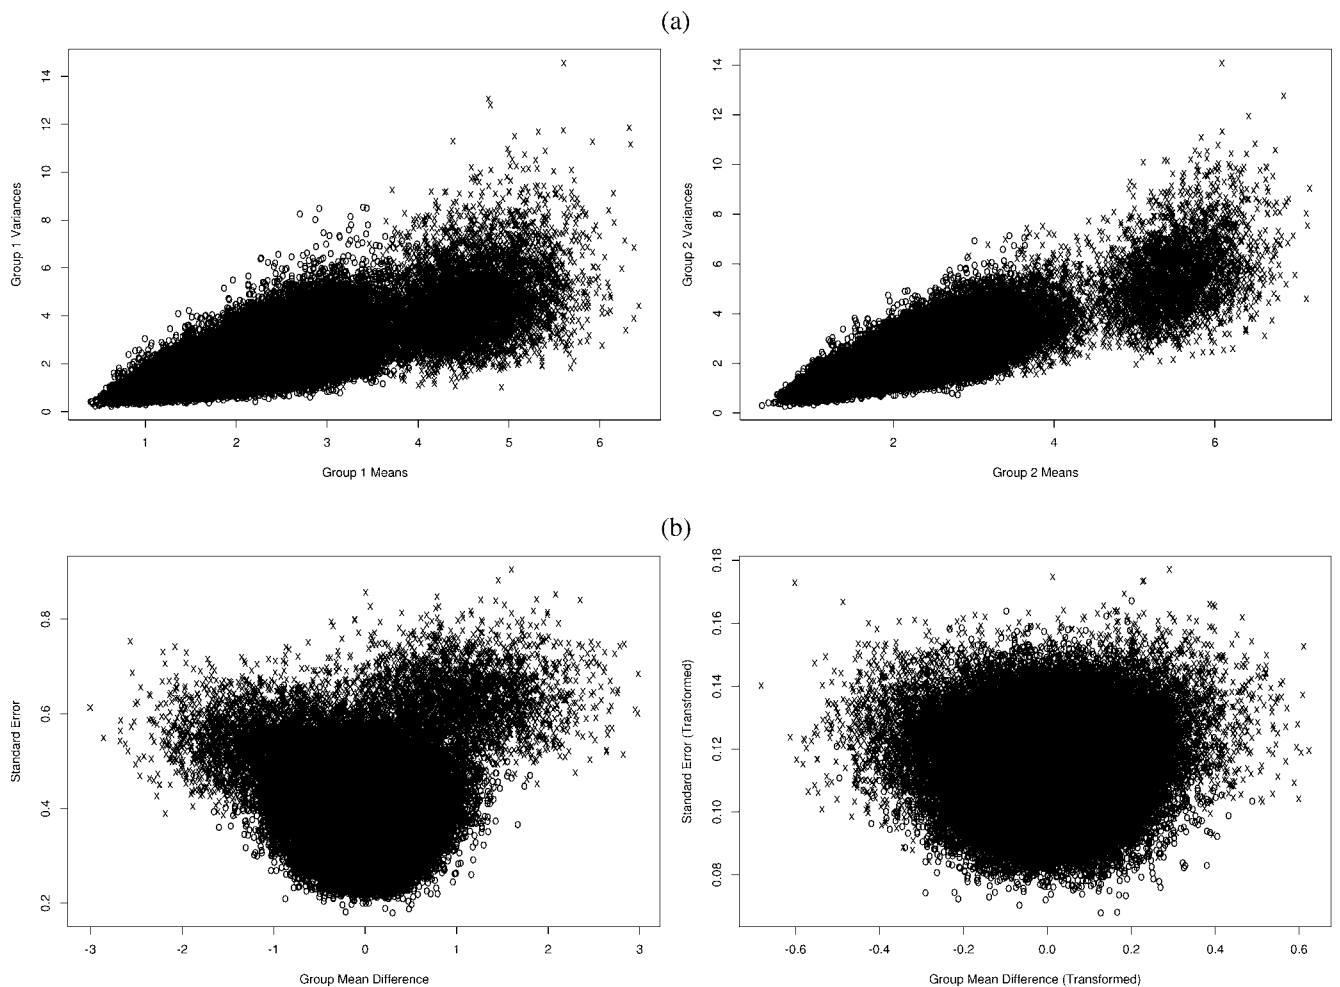 (a)
Group 1 Variances
14
12
10
8
6
4
2
0
1 2 3 4 5 6
Group 1 Means
Group 2 Variances
14
12
10
8
6
4
2
0
2 4 6
Group 2 Means
(b)
Standard Error
0.8
0.6
0.4
0.2
-3 -2 -1 0 1 2 3
Group Mean Difference
Standard Error (Transformed)
0.18
0.16
0.14
0.12
0.10
0.08
-0.6 -0.4 -0.2 0.0 0.2 0.4 0.6
Group Mean Difference (Transformed)